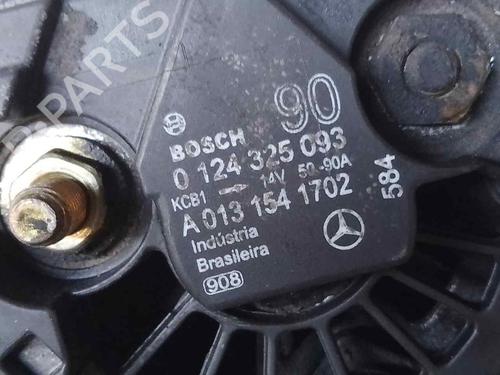 B-PARTS
90
BOSCH
0 124 325 093
KCB1 14V 50-90A
A 013 154 1702
584
Indústria
Brasileira
908